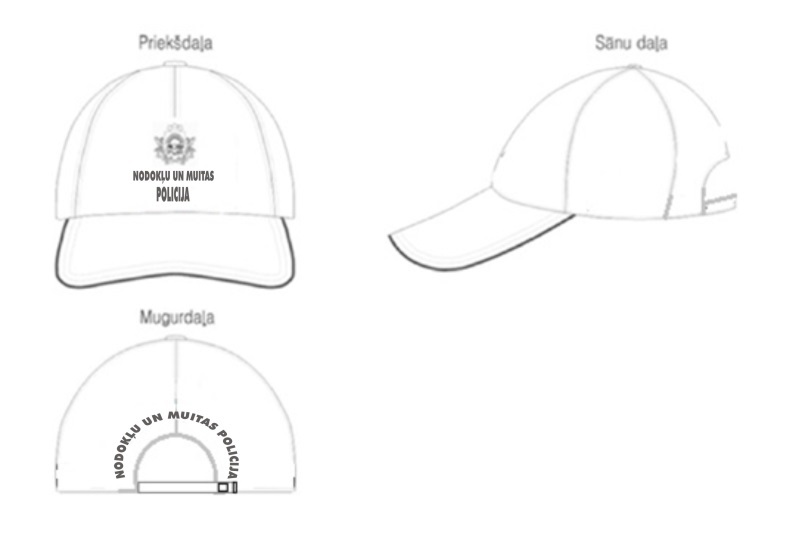 Priekšdaļa
Sānu daļa
NODOKĻU UN MUITAS
POLICIJA
Mugurdaļa
NODOKĻU UN MUITAS POLICIJA